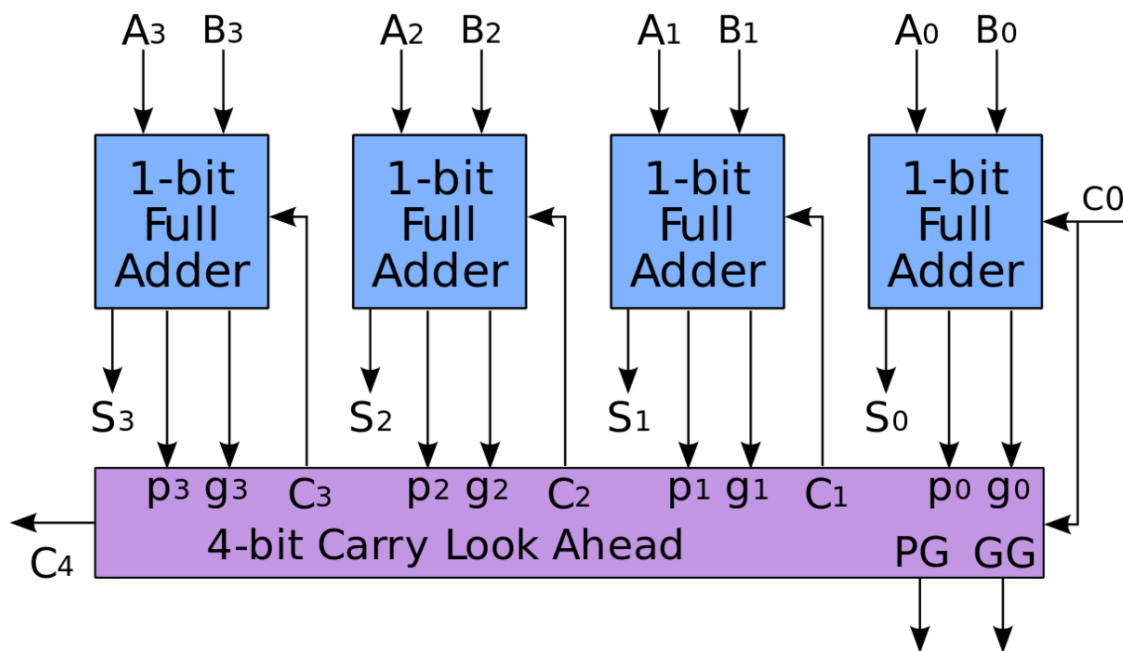 A3 B3 A2 B2 A1 B1 A0 B0
1-bit Full Adder
1-bit Full Adder
1-bit Full Adder
1-bit Full Adder
C0
S3 S2 S1 S0
p3 g3 C3 p2 g2 C2 p1 g1 C1 p0 g0
4-bit Carry Look Ahead
PG GG
C4